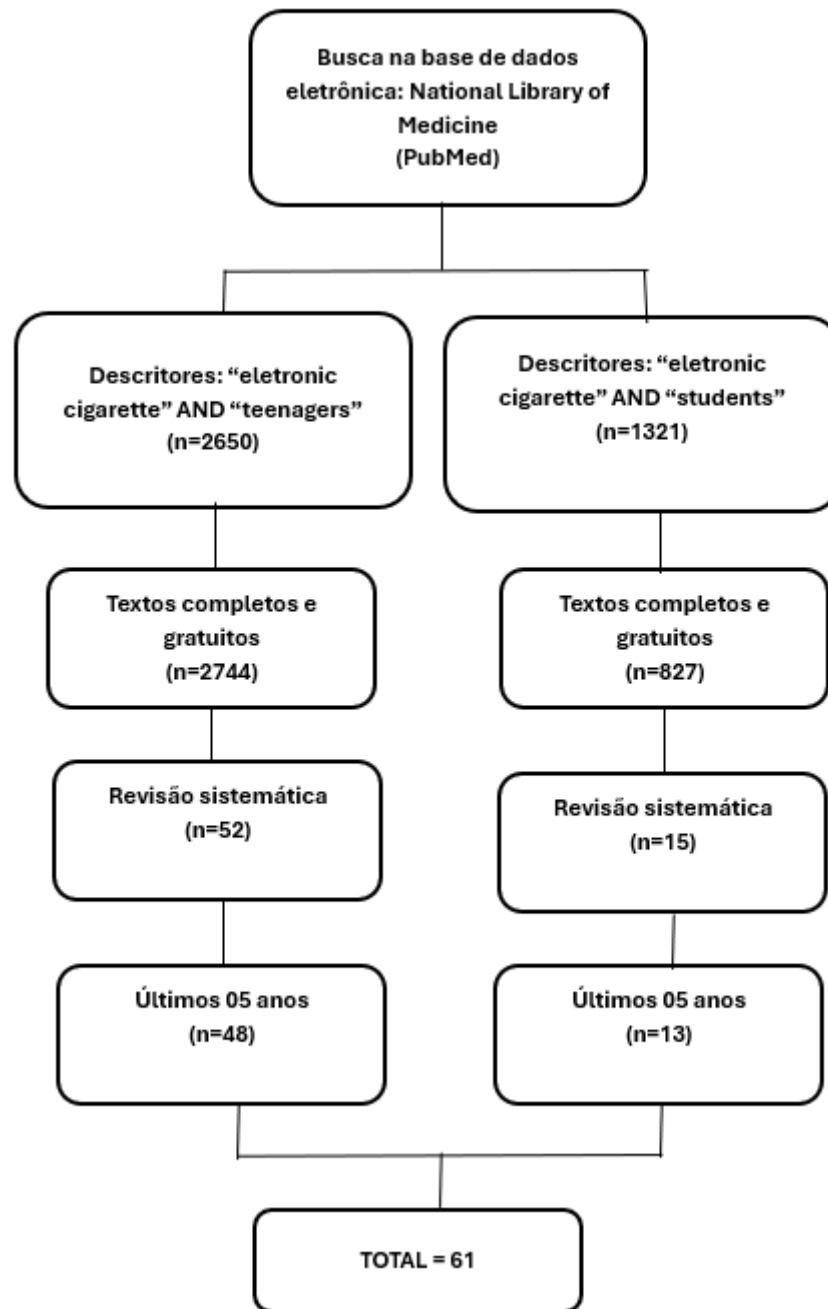 Busca na base de dados
eletrônica: National Library of
Medicine
(PubMed)
Descritores: “eletronic
cigarette” AND “teenagers”
(n=2650)
Descritores: “eletronic
cigarette” AND “students”
(n=1321)
Textos completos e
gratuitos
(n=2744)
Textos completos e
gratuitos
(n=827)
Revisão sistemática
(n=52)
Revisão sistemática
(n=15)
Últimos 05 anos
(n=48)
Últimos 05 anos
(n=13)
TOTAL = 61